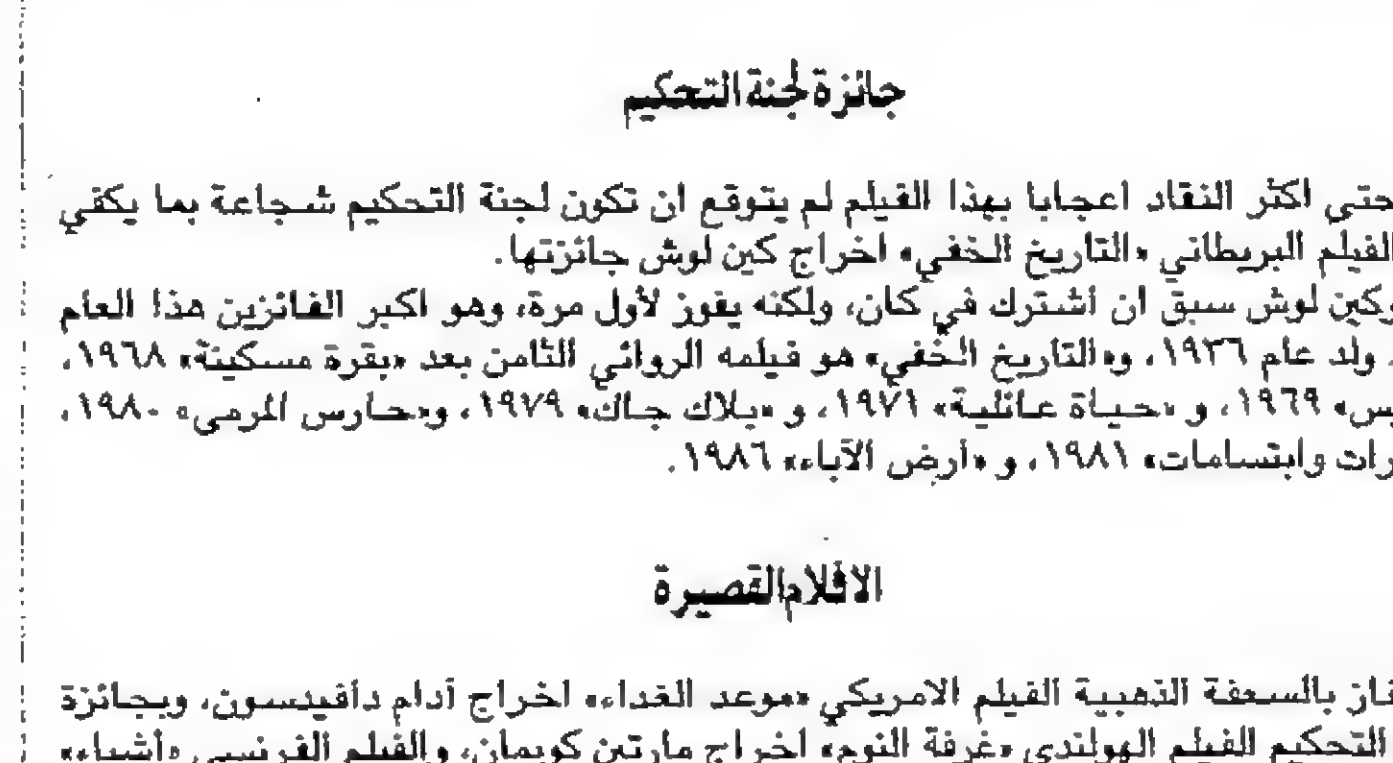 جائزة لجنة التحكيم
حتى اكثر النقاد اعجابا بهذا الفيلم لم يتوقع ان تكون لجنة التحكيم شجاعة بما يكفي
الفيلم البريطاني «التاريخ الخفي» اخراج كين لوش جائزتها.
وكين لوش سبق ان أشترك في كان، ولكنه يفوز لأول مرة، وهو اكبر الفائزين هذا العام
ولد عام ١٩٣٦، و«التاريخ الخفي» هو فيلمه الروائي الثامن بعد «بقرة مسكينة» ١٩٦٨،
يس» ١٩٦٩، و «حياة عائلية» ١٩٧١، و «بلاك جاك» ١٩٧٩، و«حارس المرمى» ١٩٨٠،
رات وابتسامات» ١٩٨١، و «أرض الآباء» ١٩٨٦.
الافلام القصيرة
فاز بالسعفة الذهبية الفيلم الامريكي «موعد الغداء» اخراج آدام دافيدسون، وبجائزة
التحكيم الفيلم الهولندي «غرفة النوم» اخراج مارتين كويمان، والفيلم الفرنسي «أشياء»